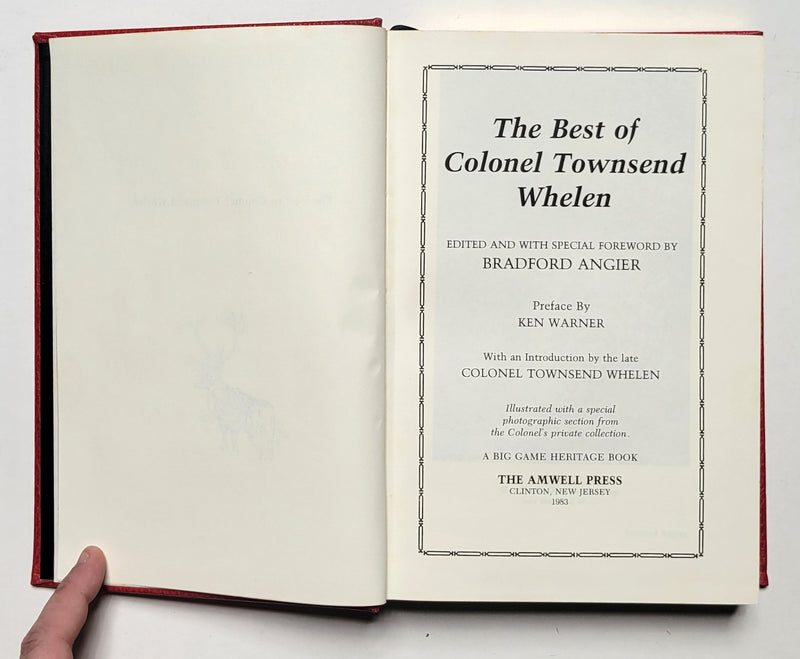 The Best of
Colonel Townsend
Whelen
EDITED AND WITH SPECIAL FOREWORD BY
BRADFORD ANGIER
Preface By
KEN WARNER
With an Introduction by the late
COLONEL TOWNSEND WHELEN
Illustrated with a special
photographic section from
the Colonel's private collection.
A BIG GAME HERITAGE BOOK
THE AMWELL PRESS
CLINTON, NEW JERSEY
1983